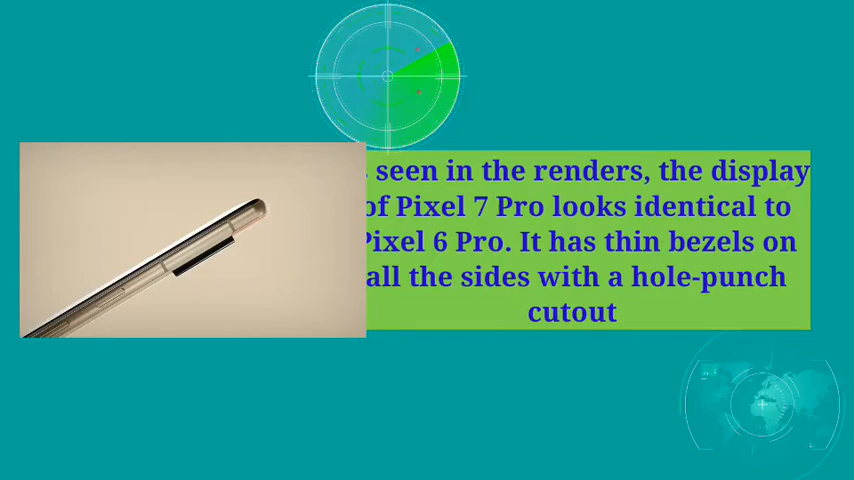 seen in the renders, the display
of Pixel 7 Pro looks identical to
Pixel 6 Pro. It has thin bezels on
all the sides with a hole-punch
cutout